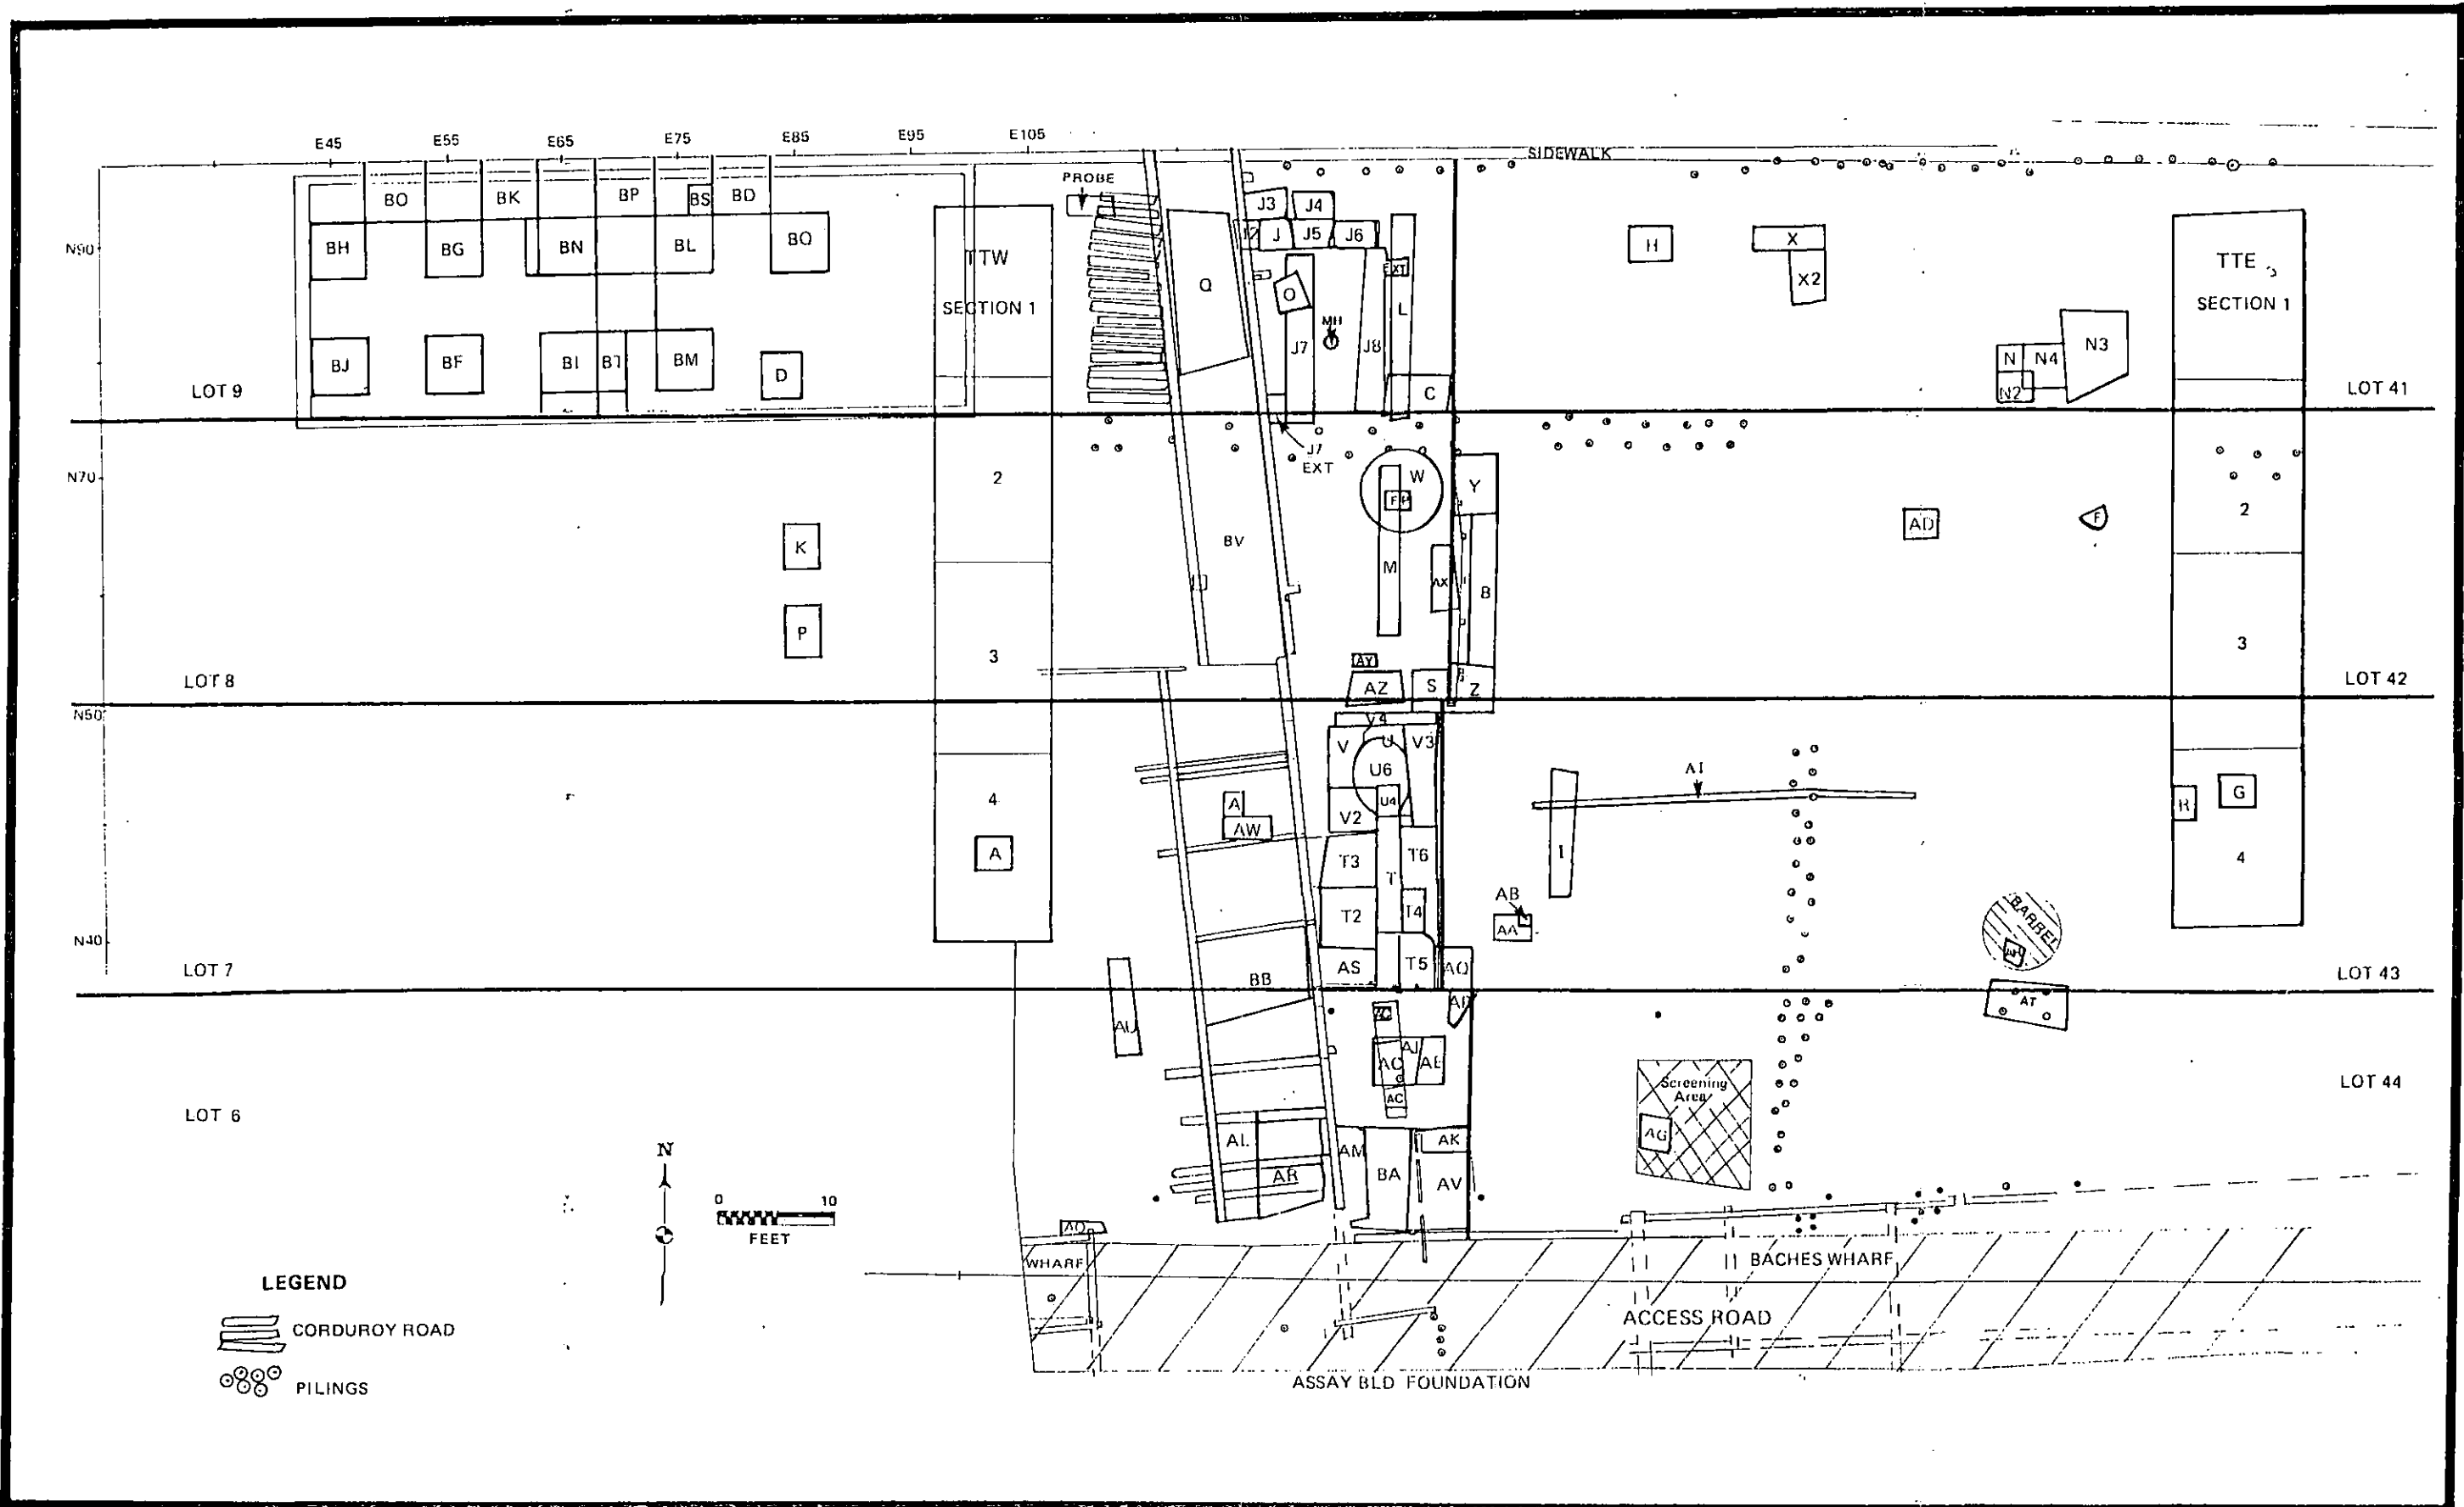 E45 E55 E65 E75 E85 E95 E105
SIDEWALK
PROBE
BO BK BP BS BD
J3 J4
J J5 J6
H X
N90 BH BG BN BL BQ
TTW
SECTION 1
Q O L
EXT
X2
TTE
SECTION 1
MH
J7 J8
N N4 N3
N2
BJ BF BI BT BM D
C
LOT 9
LOT 41
J7
EXT
N70
2
W
Y
2
K
BV
M
AX
B
AD
F
P
3
3
AY
LOT 8
AZ S Z
LOT 42
N50
V4
V U V3
U6
U4
V2
4
A
A
AW
AI
I
R G
4
T3 T6
T
T2 T4
AB
AA
BARREL
N40
LOT 7
BB
AS T5 AQ
LOT 43
AU
AT
AJ
AC
Screening
Area
AG
LOT 6
LOT 44
AL AM BA AK
AR AV
N
0 10
FEET
WHARF
BACHES WHARF
ACCESS ROAD
LEGEND
CORDUROY ROAD
PILINGS
ASSAY BLD FOUNDATION